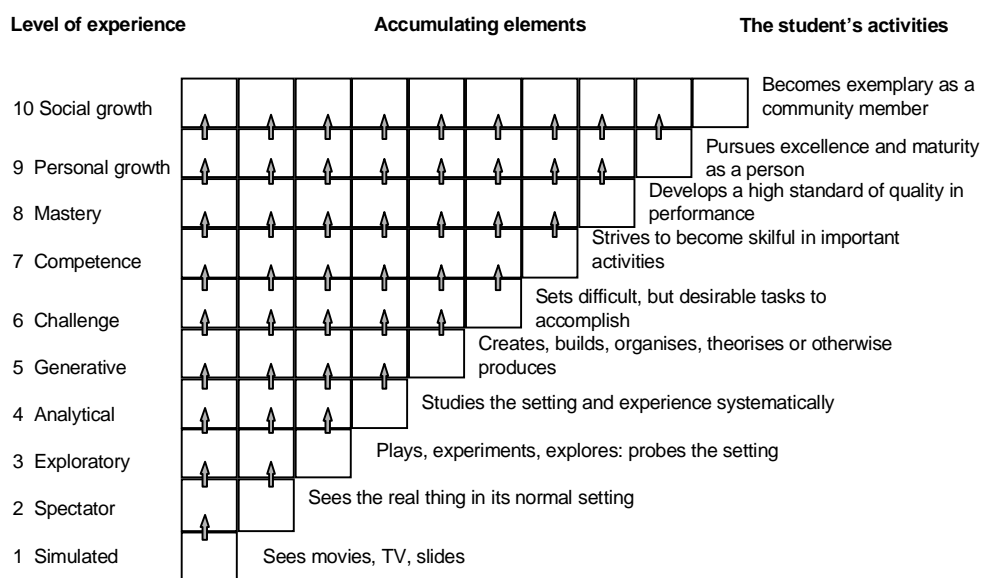 Level of experience Accumulating elements The student's activities
10 Social growth
Becomes exemplary as a
community member
9 Personal growth
Pursues excellence and maturity
as a person
8 Mastery
Develops a high standard of quality in
performance
7 Competence
Strives to become skilful in important
activities
6 Challenge
Sets difficult, but desirable tasks to
accomplish
5 Generative
Creates, builds, organises, theorises or otherwise
produces
4 Analytical
Studies the setting and experience systematically
3 Exploratory
Plays, experiments, explores: probes the setting
2 Spectator
Sees the real thing in its normal setting
1 Simulated
Sees movies, TV, slides